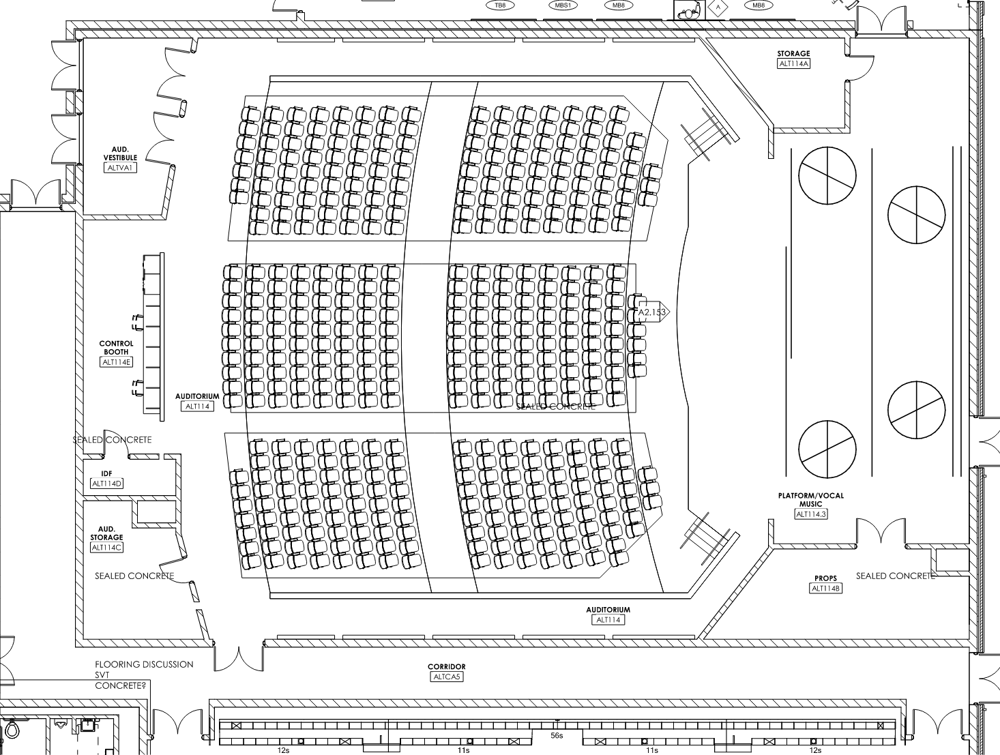 TB8
MBS1
MB8
A
MB8
STORAGE
ALT114A
AUD.
VESTIBULE
ALTVA1
A2.153
CONTROL
BOOTH
ALT114E
AUDITORIUM
ALT114
SEALED CONCRETE
SEALED CONCRETE
IDF
ALT114D
PLATFORM/VOCAL
MUSIC
ALT114.3
AUD.
STORAGE
ALT114C
SEALED CONCRETE
PROPS
ALT114B
SEALED CONCRETE
AUDITORIUM
ALT114
FLOORING DISCUSSION
SVT
CONCRETE?
CORRIDOR
ALTCA5
56s
12s
11s
11s
12s